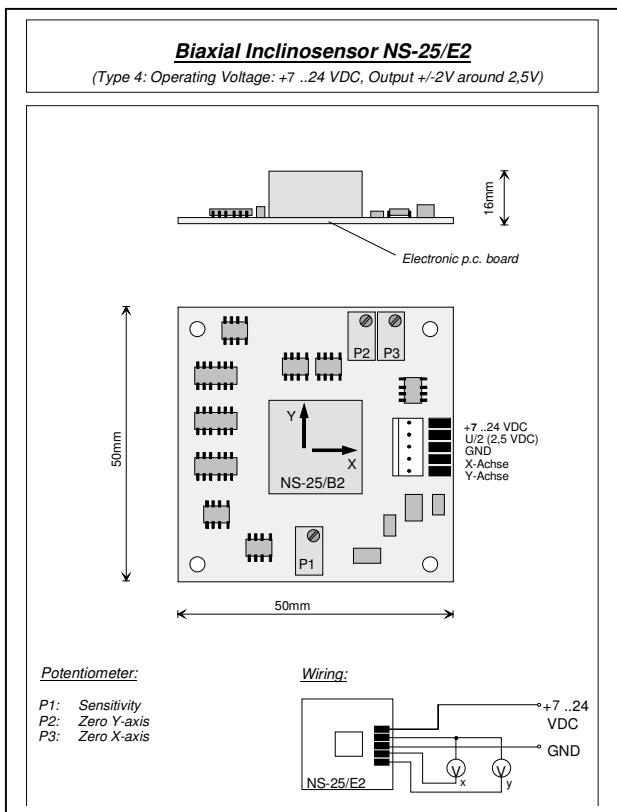 Biaxial Inclinosensor NS-25/E2
(Type 4: Operating Voltage: +7 ..24 VDC, Output +/-2V around 2,5V)
16mm
Electronic p.c. board
P2 P3
50mm
Y
X
NS-25/B2
+7 ..24 VDC
U/2 (2,5 VDC)
GND
X-Achse
Y-Achse
P1
50mm
Potentiometer:
P1: Sensitivity
P2: Zero Y-axis
P3: Zero X-axis
Wiring:
+7 ..24
VDC
GND
V x
V y
NS-25/E2